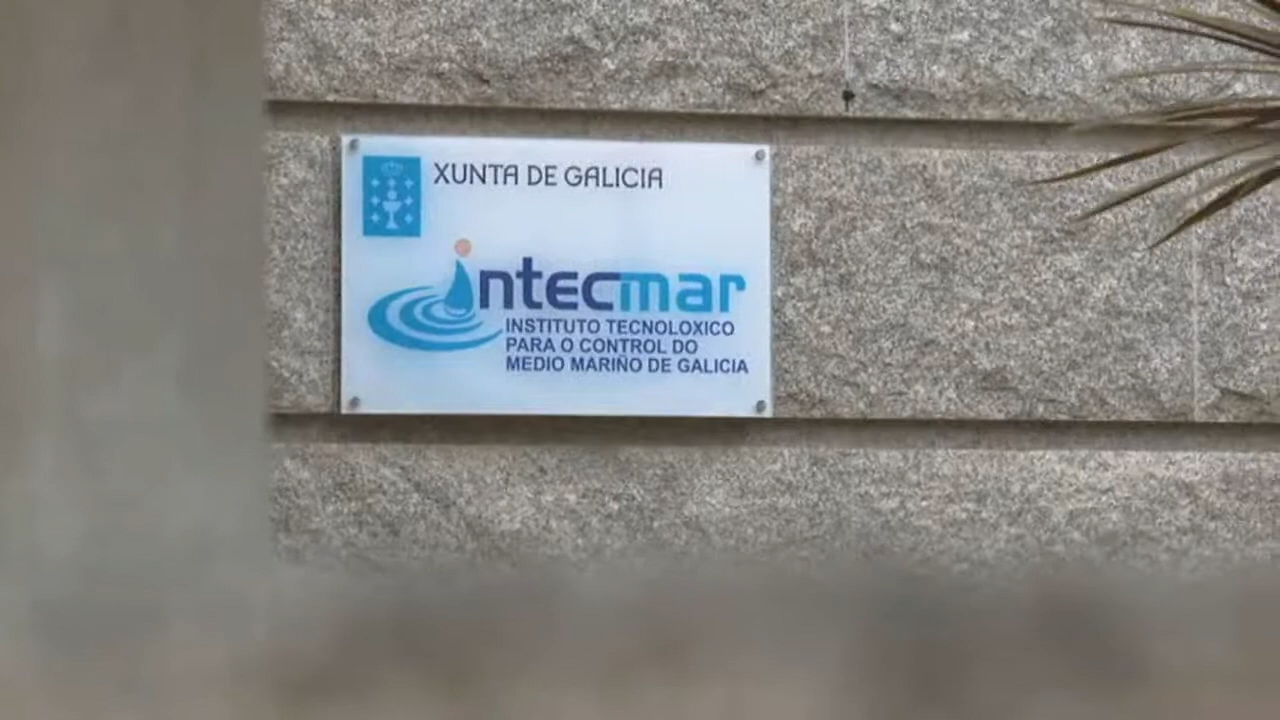 XUNTA DE GALICIA
intecmar
INSTITUTO TECNOLOXICO
PARA O CONTROL DO
MEDIO MARIÑO DE GALICIA